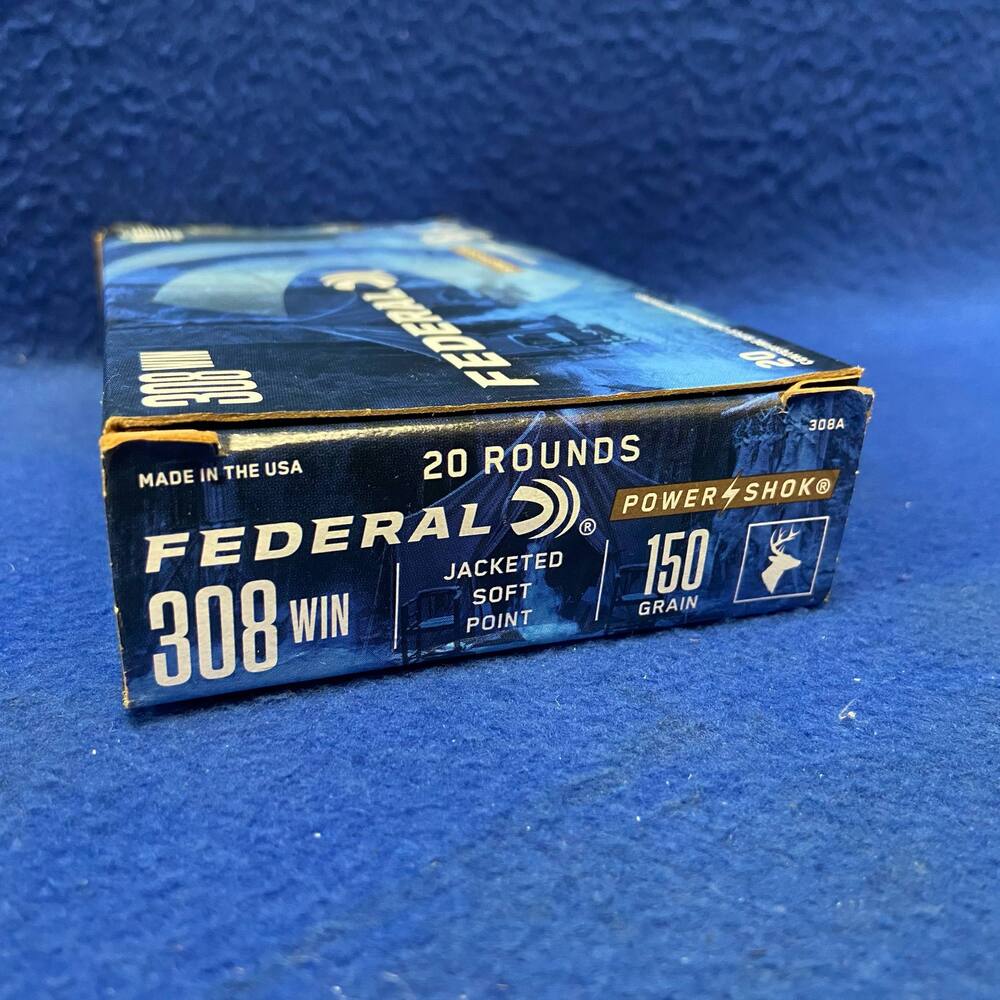 FEDERAL
308 WIN
20
308A
MADE IN THE USA
20 ROUNDS
FEDERAL ®
POWER SHOK®
308 WIN
JACKETED
SOFT
POINT
150
GRAIN